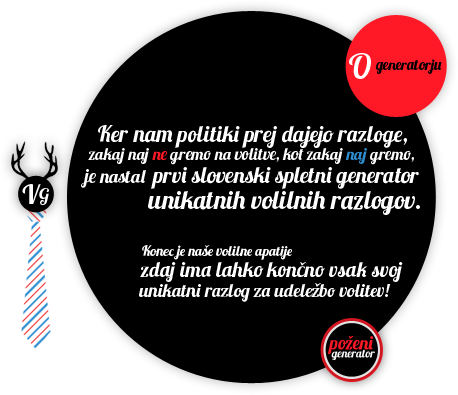 O generatorju
Ker nam politiki prej dajejo razloge,
zakaj naj ne gremo na volitve, kot zakaj naj gremo,
je nastal prvi slovenski spletni generator
unikatnih volilnih razlogov.
VG
Konec je naše volilne apatije
zdaj ima lahko končno vsak svoj
unikatni razlog za udeležbo volitev!
poženi
generator